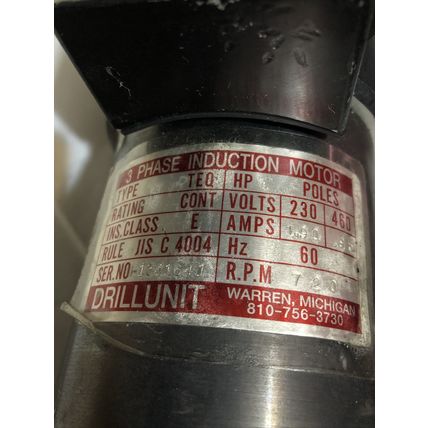 3 PHASE INDUCTION MOTOR
TYPE TEQ HP POLES
RATING CONT VOLTS 230 460
INS.CLASS. E AMPS
RULE JIS C 4004 Hz 60
SER.NO R.P.M
DRILLUNIT WARREN, MICHIGAN
810-756-3730